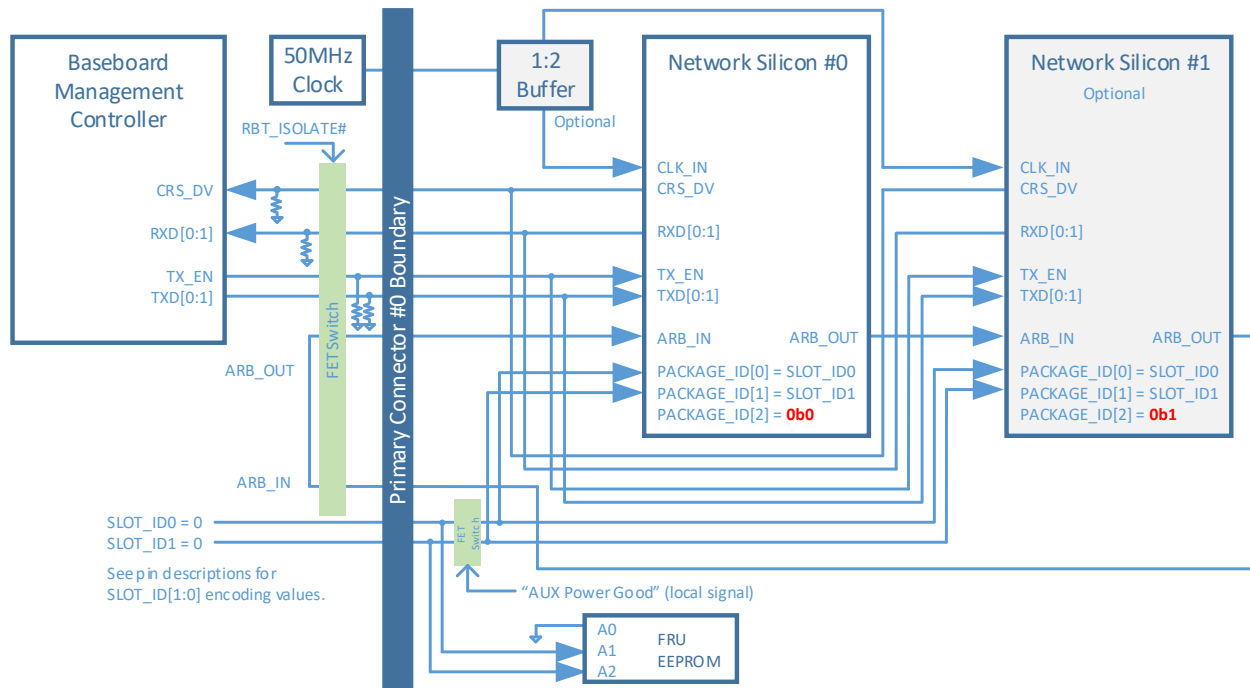 Baseboard
Management
Controller
CRS_DV
RXD[0:1]
TX_EN
TXD[0:1]
50MHz
Clock
RBT_ISOLATE#
FET Switch
ARB_OUT
ARB_IN
SLOT_ID0 = 0
SLOT_ID1 = 0
See pin descriptions for
SLOT_ID[1:0] encoding values.
Primary Connector #0 Boundary
1:2
Buffer
Optional
FET
Switch
"AUX Power Good" (local signal)
A0
A1
A2
FRU
EEPROM
Network Silicon #0
CLK_IN
CRS_DV
RXD[0:1]
TX_EN
TXD[0:1]
ARB_IN
ARB_OUT
PACKAGE_ID[0] = SLOT_ID0
PACKAGE_ID[1] = SLOT_ID1
PACKAGE_ID[2] = 0b0
Network Silicon #1
Optional
CLK_IN
CRS_DV
RXD[0:1]
TX_EN
TXD[0:1]
ARB_IN
ARB_OUT
PACKAGE_ID[0] = SLOT_ID0
PACKAGE_ID[1] = SLOT_ID1
PACKAGE_ID[2] = 0b1